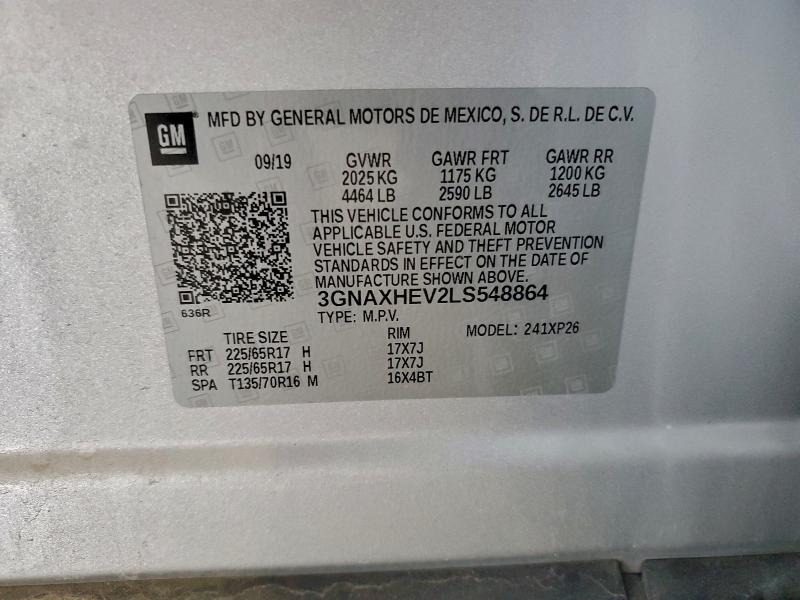 GM MFD BY GENERAL MOTORS DE MEXICO, S. DE R.L. DE C.V.
09/19 GVWR GAWR FRT GAWR RR
2025 KG 1175 KG 1200 KG
4464 LB 2590 LB 2645 LB
THIS VEHICLE CONFORMS TO ALL
APPLICABLE U.S. FEDERAL MOTOR
VEHICLE SAFETY AND THEFT PREVENTION
STANDARDS IN EFFECT ON THE DATE OF
MANUFACTURE SHOWN ABOVE.
3GNAXHEV2LS548864
636R
TYPE: M.P.V.
TIRE SIZE RIM MODEL: 241XP26
FRT 225/65R17 H 17X7J
RR 225/65R17 H 17X7J
SPA T135/70R16 M 16X4BT